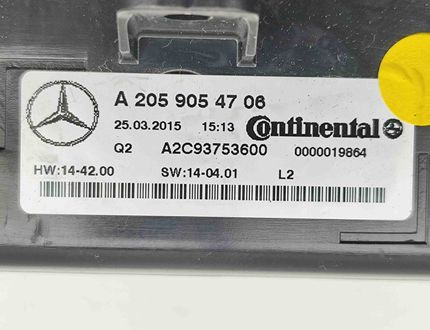 A 205 905 47 06
25.03.2015 15:13 Continental
Q2 A2C93753600 0000019864
HW:14-42.00 SW:14-04.01 L2